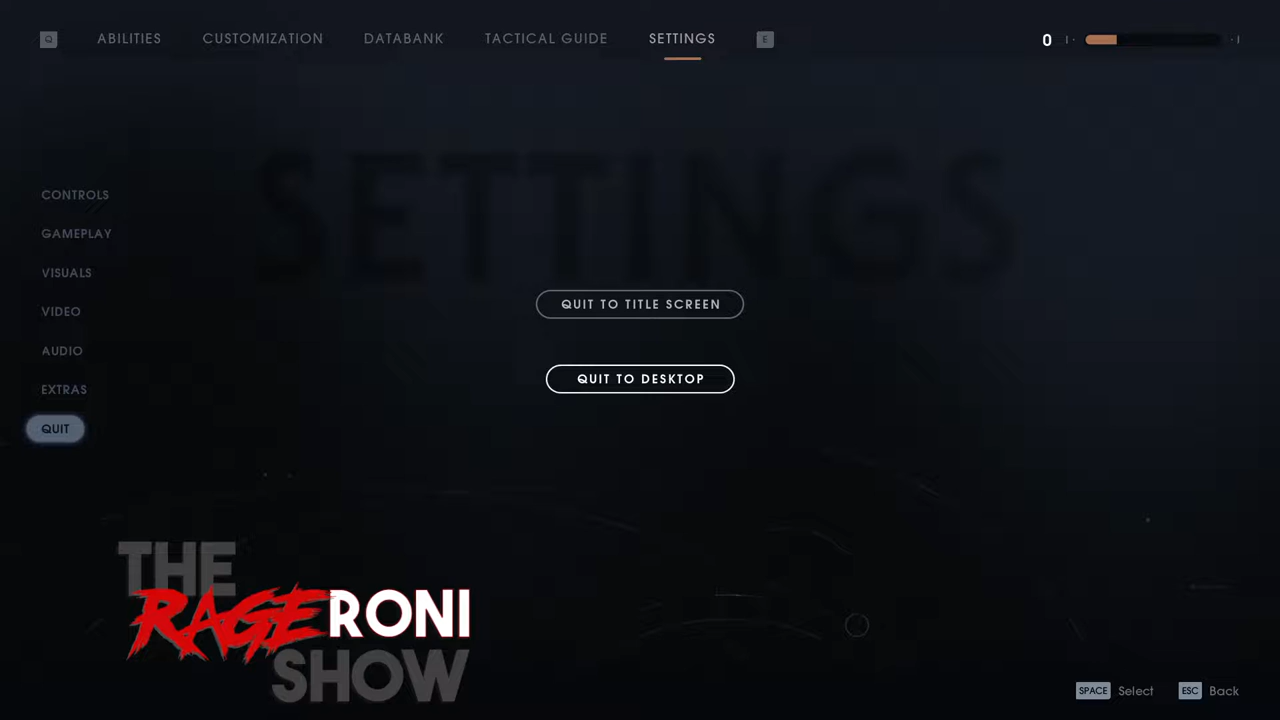 Q ABILITIES CUSTOMIZATION DATABANK TACTICAL GUIDE SETTINGS E 0
SETTINGS
CONTROLS
GAMEPLAY
VISUALS
VIDEO
AUDIO
EXTRAS
QUIT
QUIT TO TITLE SCREEN
QUIT TO DESKTOP
THE
RAGERONI
SHOW
SPACE Select ESC Back